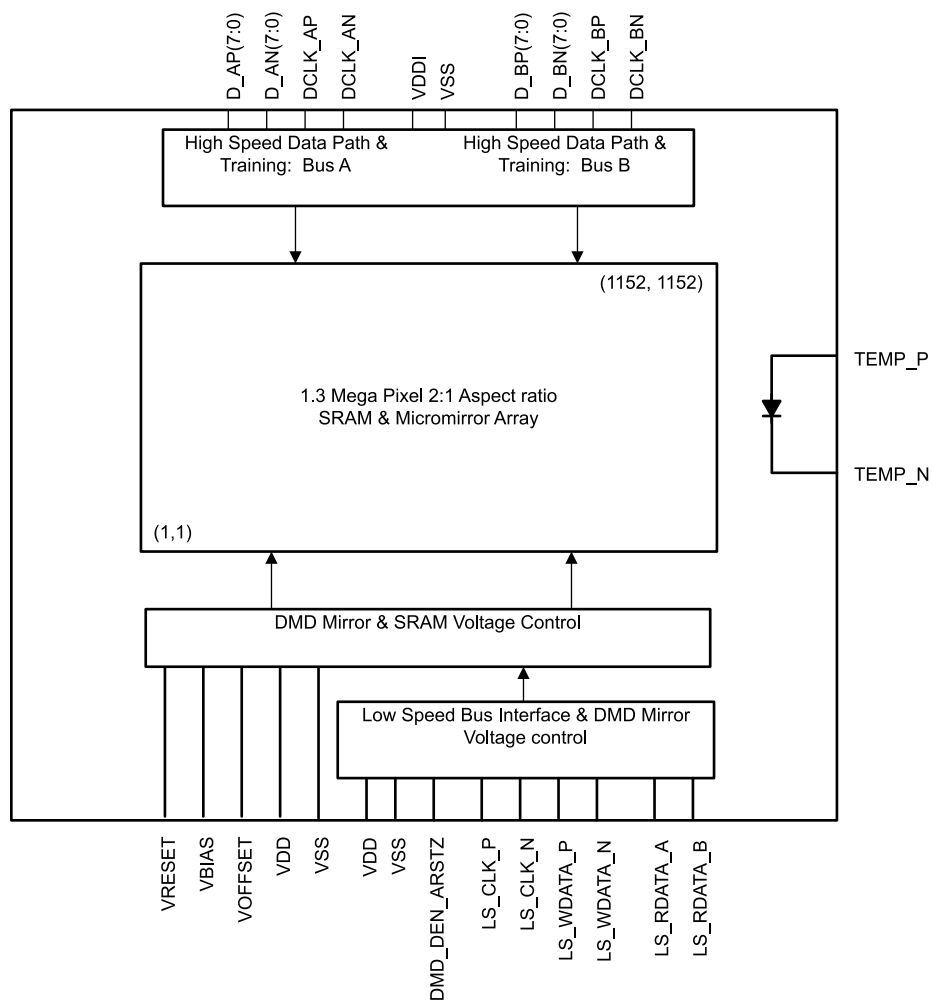 D_AP(7:0)
D_AN(7:0)
DCLK_AP
DCLK_AN
VDDI
VSS
D_BP(7:0)
D_BN(7:0)
DCLK_BP
DCLK_BN
High Speed Data Path &
Training: Bus A
High Speed Data Path &
Training: Bus B
(1152, 1152)
1.3 Mega Pixel 2:1 Aspect ratio
SRAM & Micromirror Array
(1,1)
TEMP_P
TEMP_N
DMD Mirror & SRAM Voltage Control
Low Speed Bus Interface & DMD Mirror
Voltage control
VRESET
VBIAS
VOFFSET
VDD
VSS
VDD
VSS
DMD_DEN_ARSTZ
LS_CLK_P
LS_CLK_N
LS_WDATA_P
LS_WDATA_N
LS_RDATA_A
LS_RDATA_B